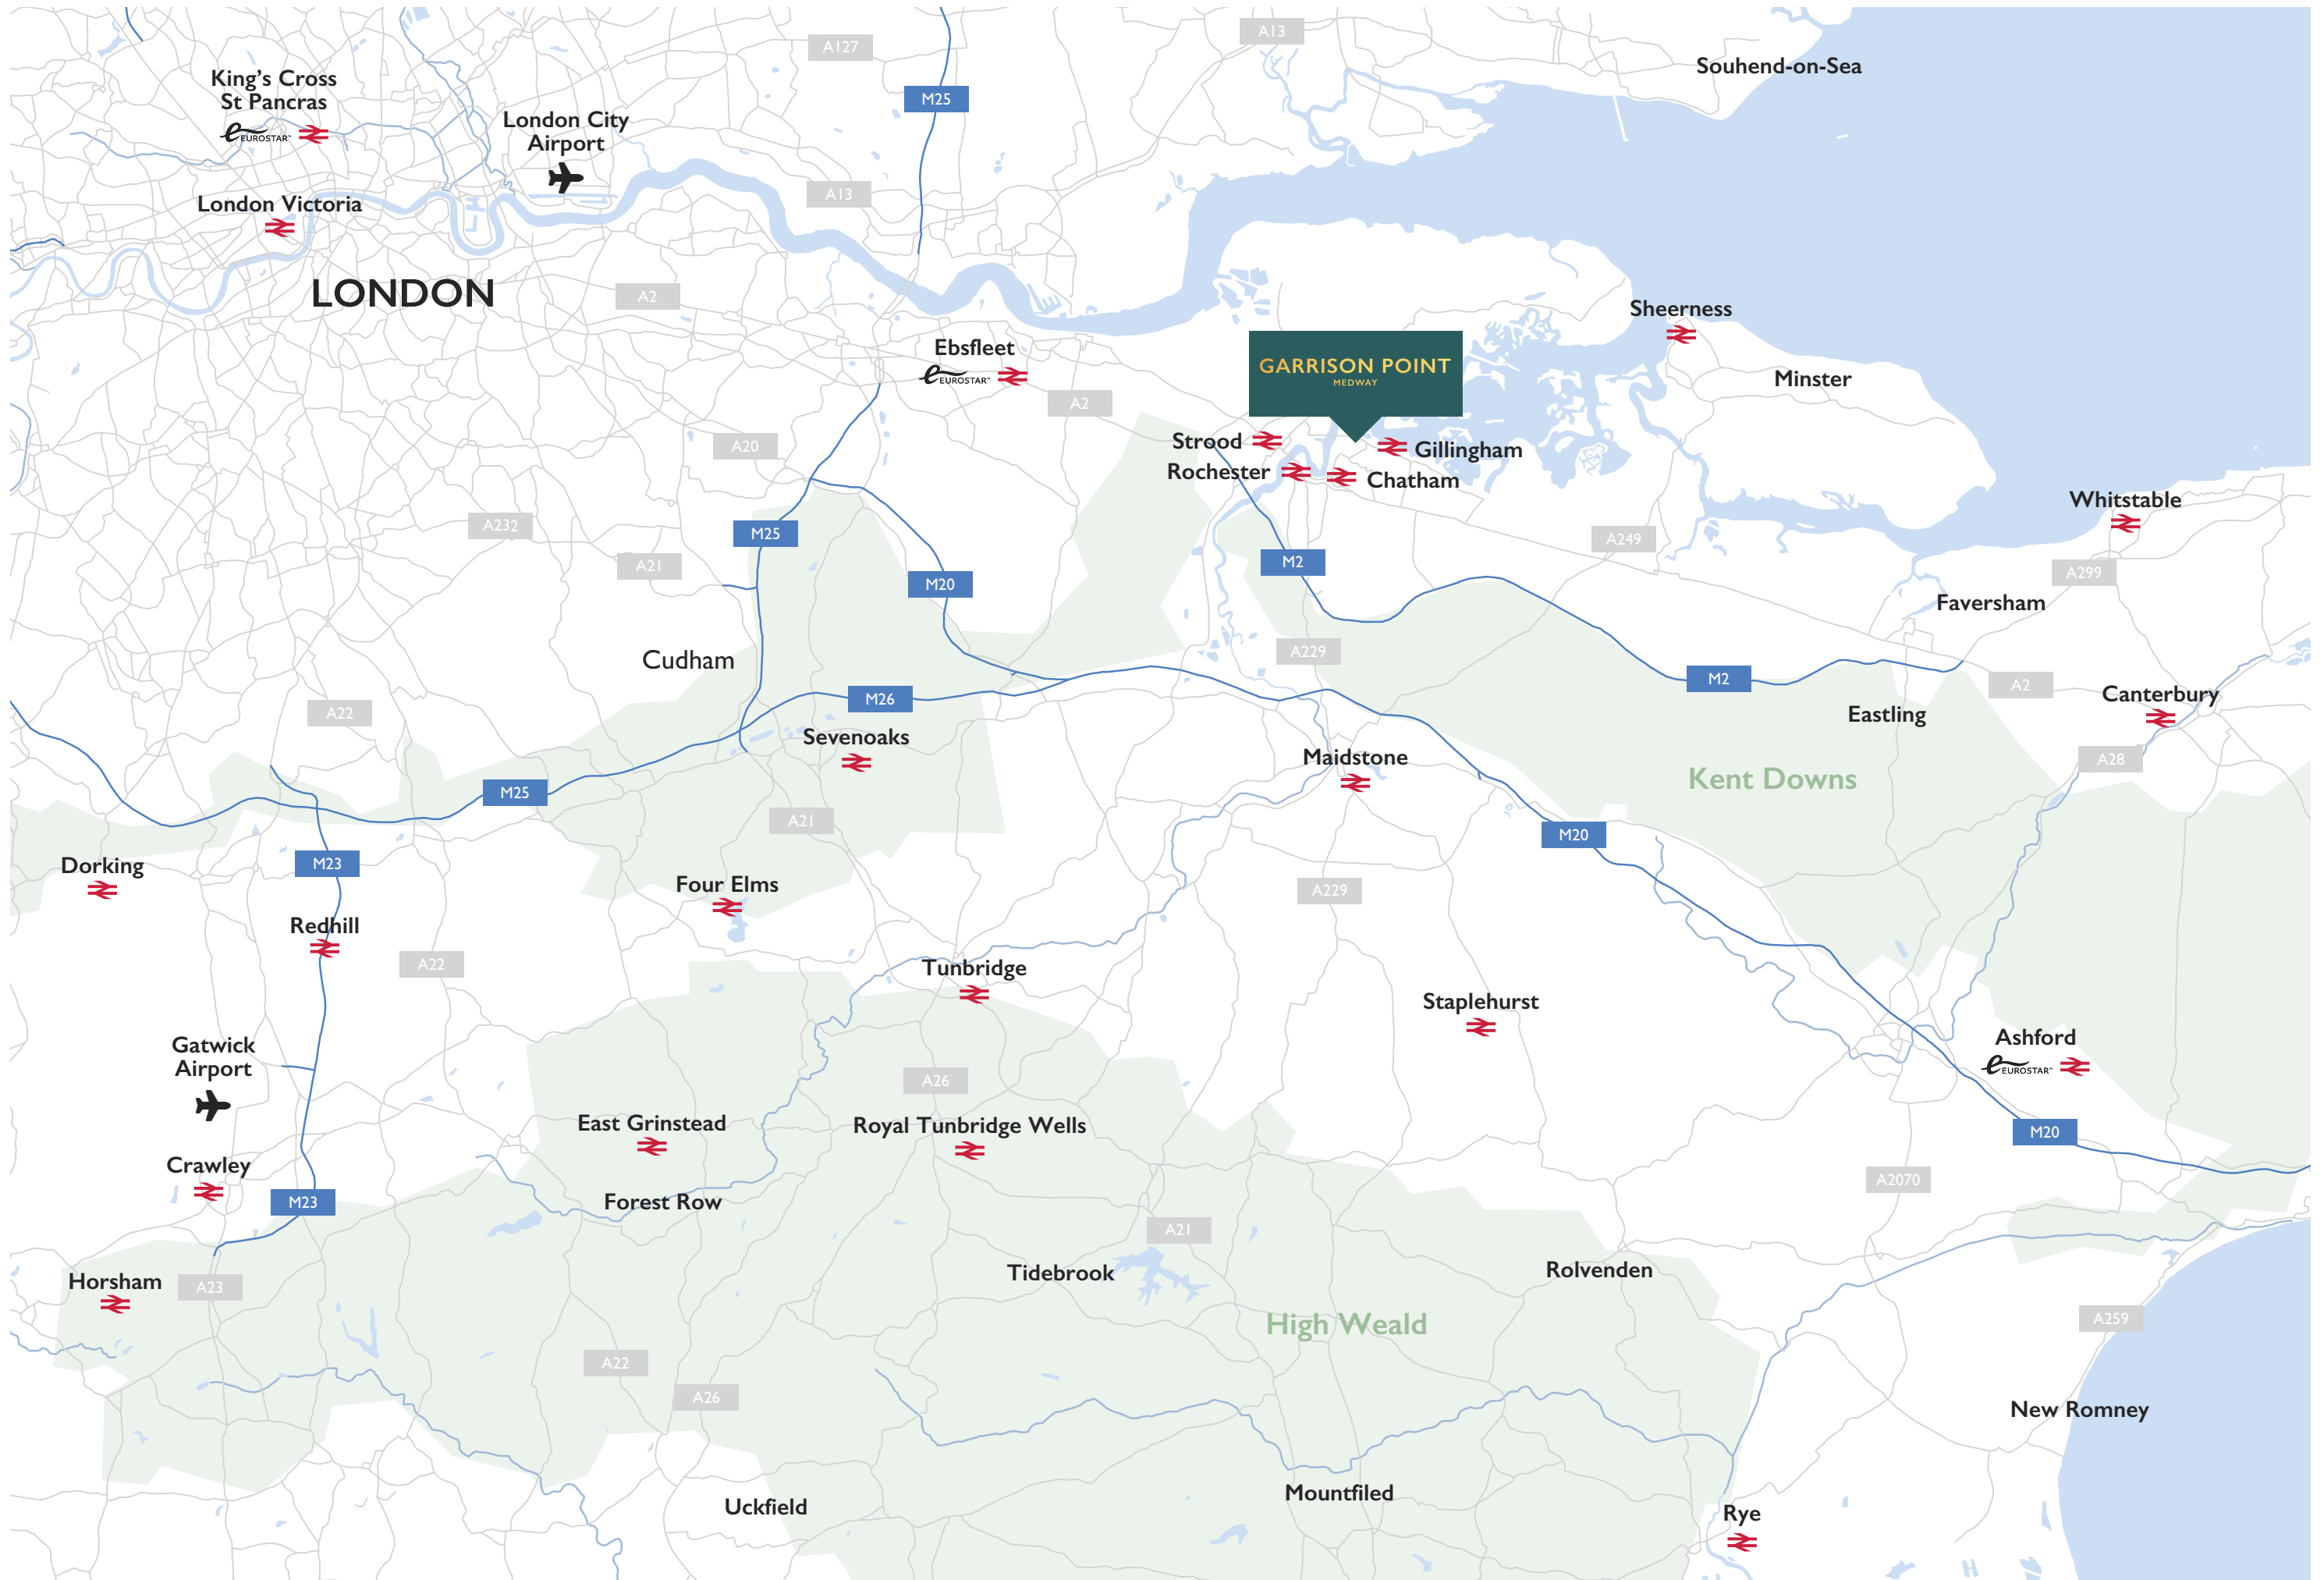 A13
A127
Souhend-on-Sea
King's Cross
St Pancras
eurostar™
M25
London City
Airport
A13
London Victoria
LONDON
A2
Sheerness
Ebsfleet
eurostar™
GARRISON POINT
MEDWAY
Minster
A2
A20
Strood
Gillingham
Rochester
Chatham
Whitstable
A232
M25
A249
A21
M2
A299
M20
Faversham
A229
Cudham
M2
A2
M26
Canterbury
A22
Eastling
Sevenoaks
Maidstone
A28
Kent Downs
M25
A21
M20
M23
Dorking
Four Elms
A229
Redhill
A22
Tunbridge
Staplehurst
Ashford
eurostar™
Gatwick
Airport
A26
East Grinstead
Royal Tunbridge Wells
M20
Crawley
A2070
M23
Forest Row
A21
Tidebrook
Rolvenden
Horsham
A23
High Weald
A259
A22
A26
New Romney
Mountfiled
Uckfield
Rye